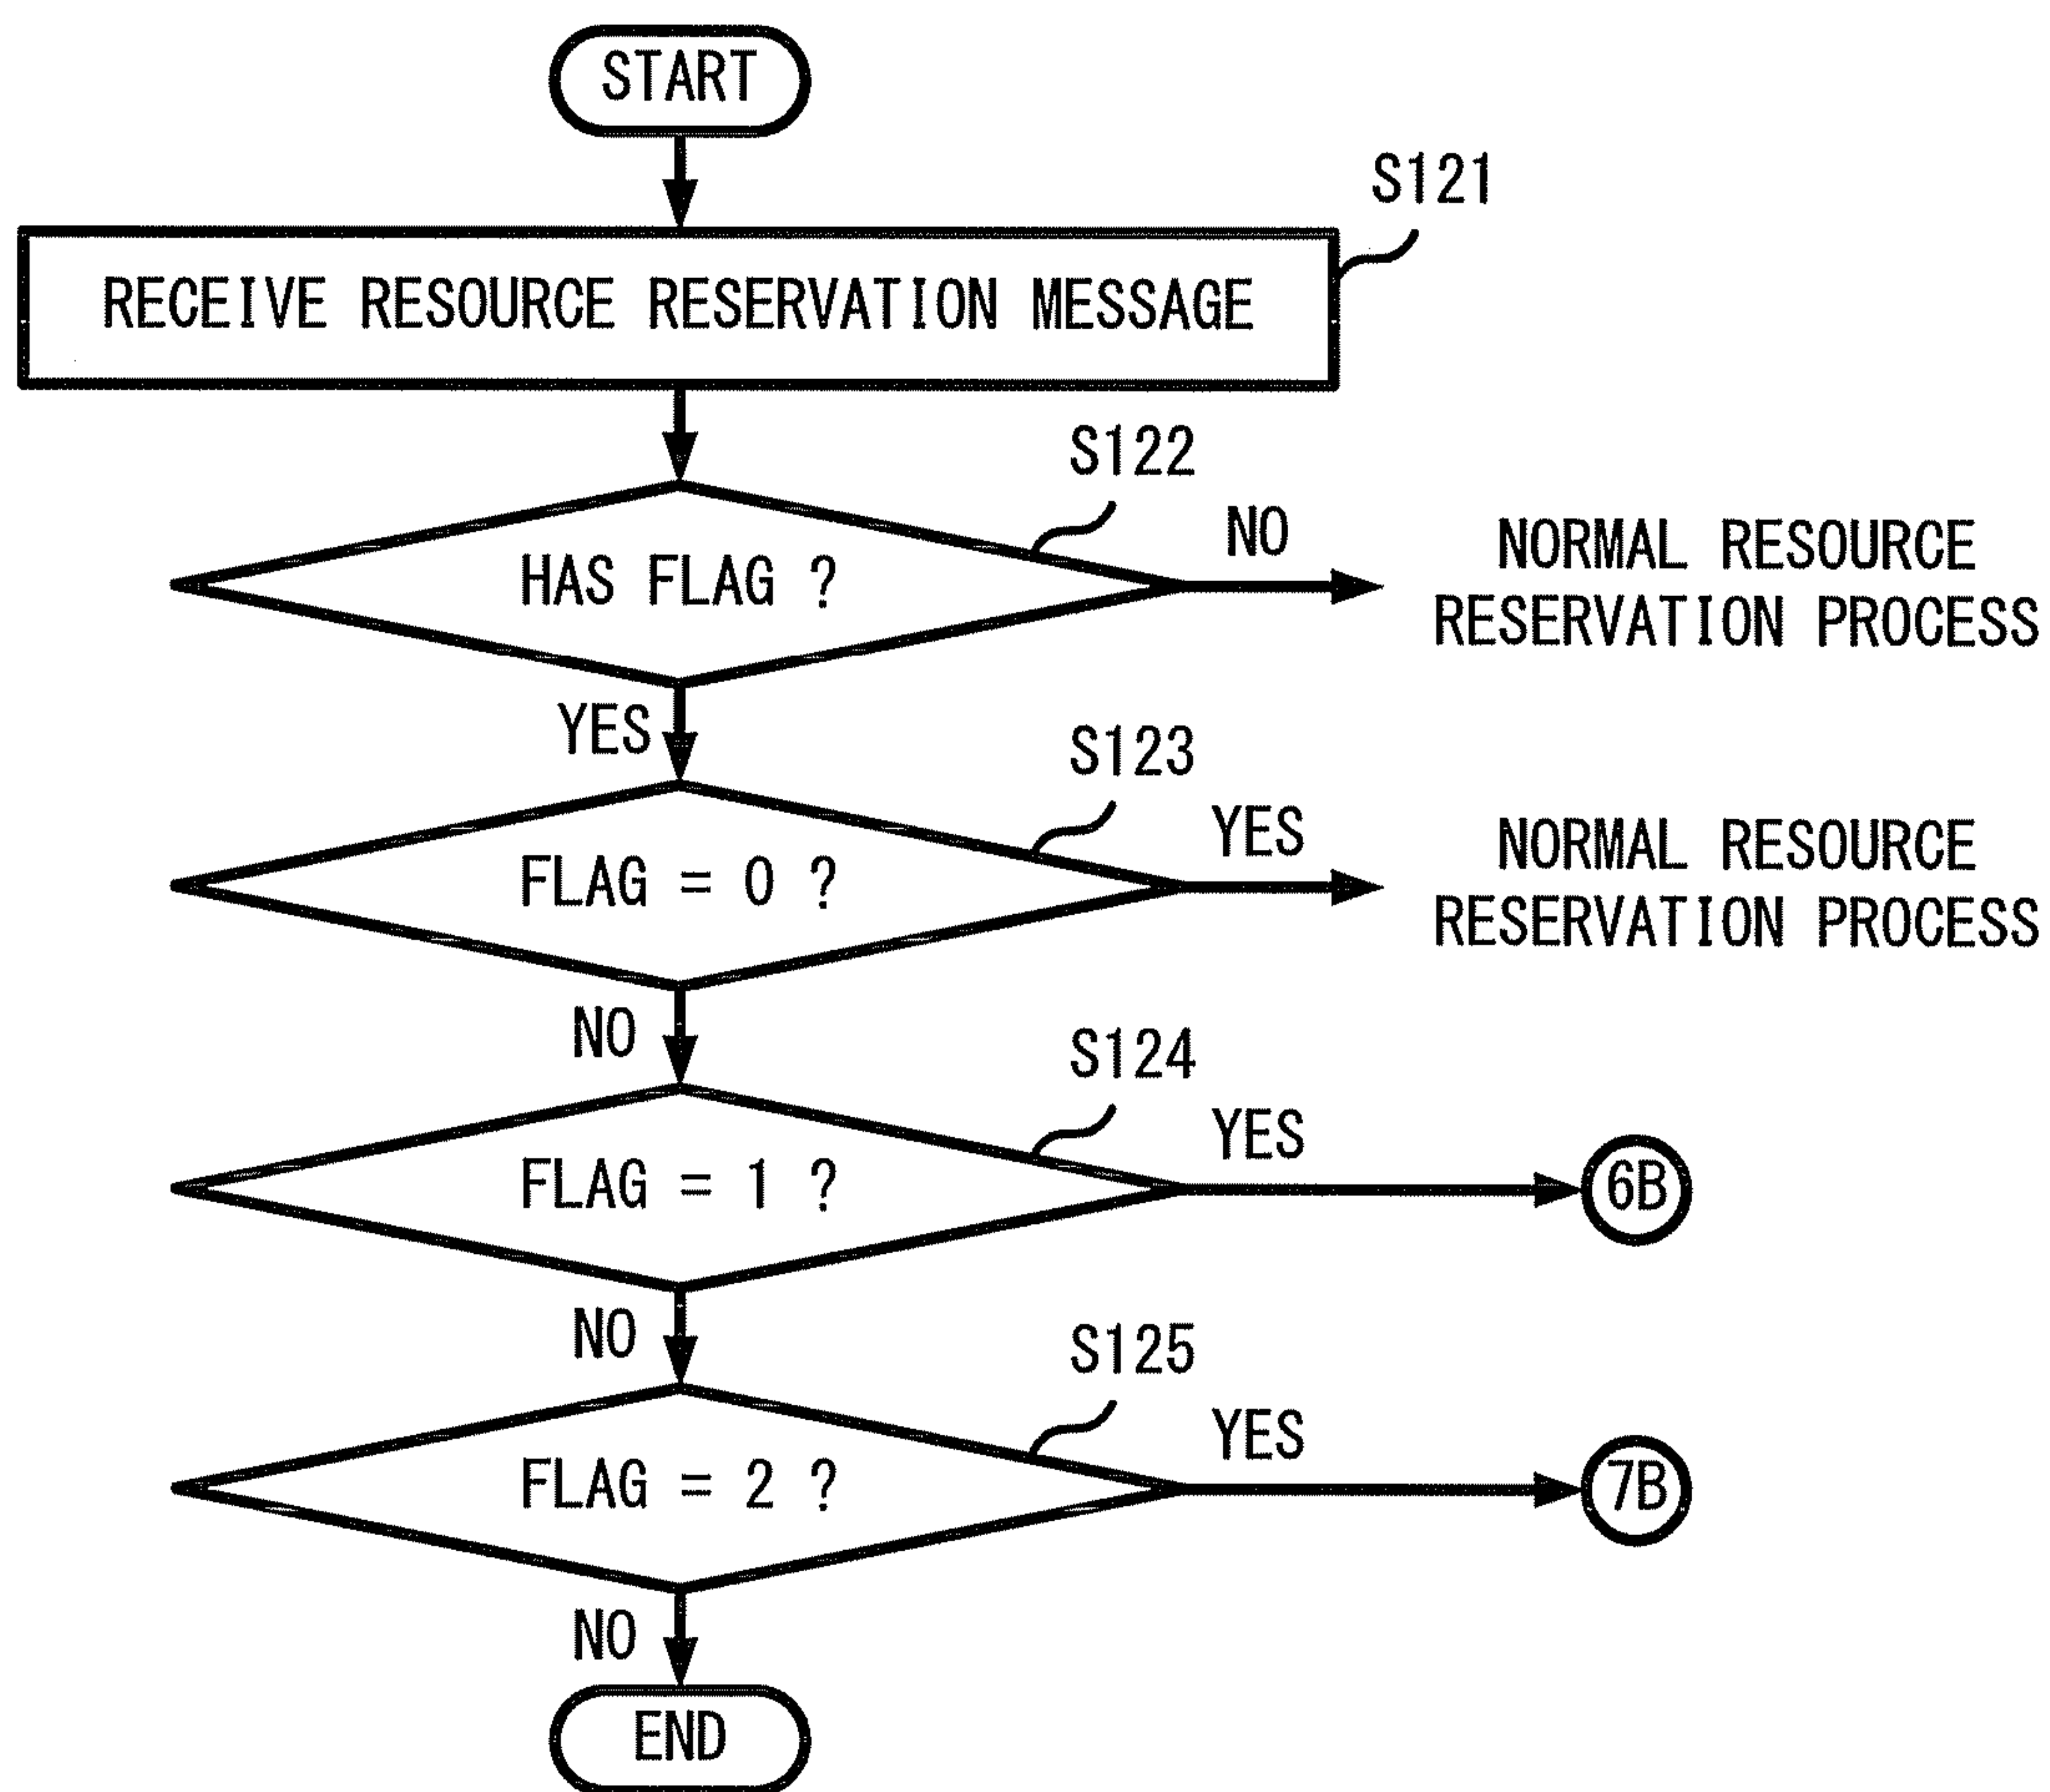 START
S121
RECEIVE RESOURCE RESERVATION MESSAGE
S122
HAS FLAG ?
NO
NORMAL RESOURCE
RESERVATION PROCESS
YES
S123
FLAG = 0 ?
YES
NORMAL RESOURCE
RESERVATION PROCESS
NO
S124
FLAG = 1 ?
YES
6B
NO
S125
FLAG = 2 ?
YES
7B
NO
END